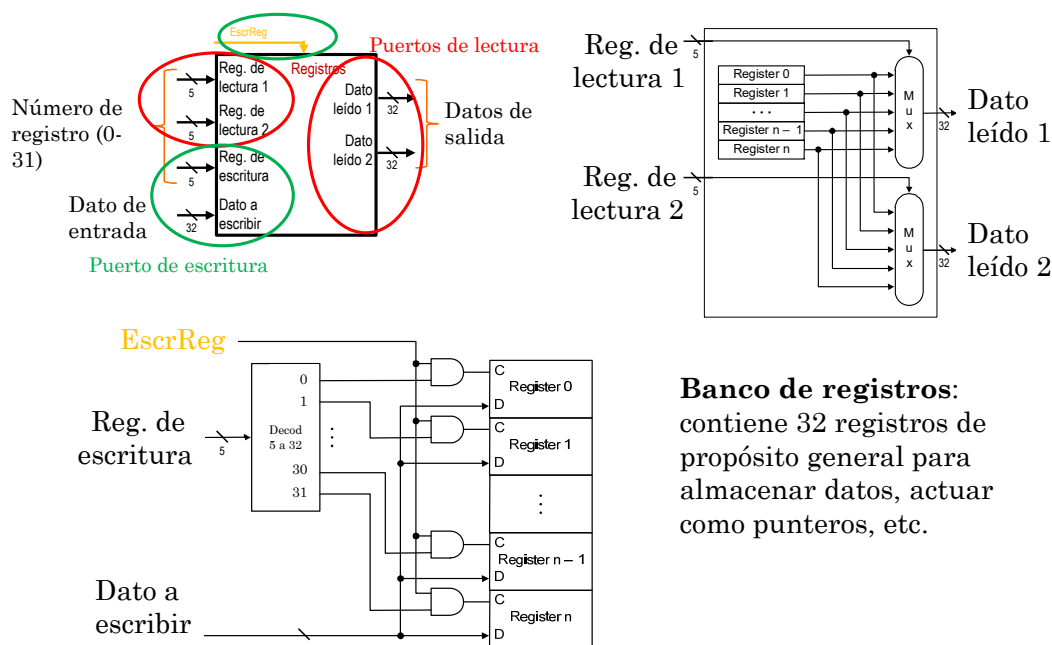 EscrReg
Puertos de lectura
Registros
Reg. de
lectura 1
5
Reg. de
lectura 2
5
Reg. de
escritura
5
Dato a
escribir
32
Dato
leído 1
32
Dato
leído 2
32
Número de
registro (0-
31)
Dato de
entrada
Datos de
salida
Puerto de escritura
Reg. de
lectura 1
5
Register 0
Register 1
...
Register n – 1
Register n
M
u
x
32
Dato
leído 1
Reg. de
lectura 2
5
M
u
x
32
Dato
leído 2
EscrReg
Reg. de
escritura
5
Decod
5 a 32
0
1
⋮
30
31
C
Register 0
D
C
Register 1
D
⋮
C
Register n – 1
D
C
Register n
D
Dato a
escribir
Banco de registros:
contiene 32 registros de
propósito general para
almacenar datos, actuar
como punteros, etc.